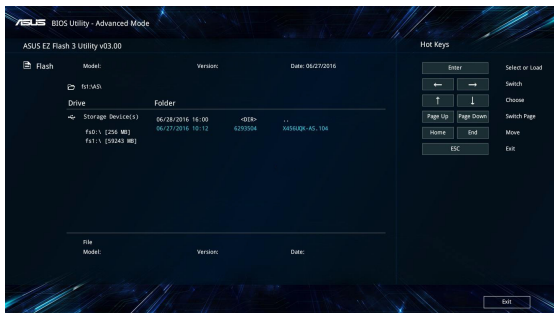 ASUS BIOS Utility - Advanced Mode
ASUS EZ Flash 3 Utility v03.00
Hot Keys
Flash
Model: Version: Date: 06/27/2016
fs1:\AS\
Drive Folder
Storage Device(s)
fs0:\ [256 MB]
fs1:\ [59243 MB]
06/28/2016 16:00 <DIR> ..
06/27/2016 10:12 6293504 X456UQK-AS.104
File
Model: Version: Date:
Enter Select or Load
← → Switch
↑ ↓ Choose
Page Up Page Down Switch Page
Home End Move
ESC Exit
Exit